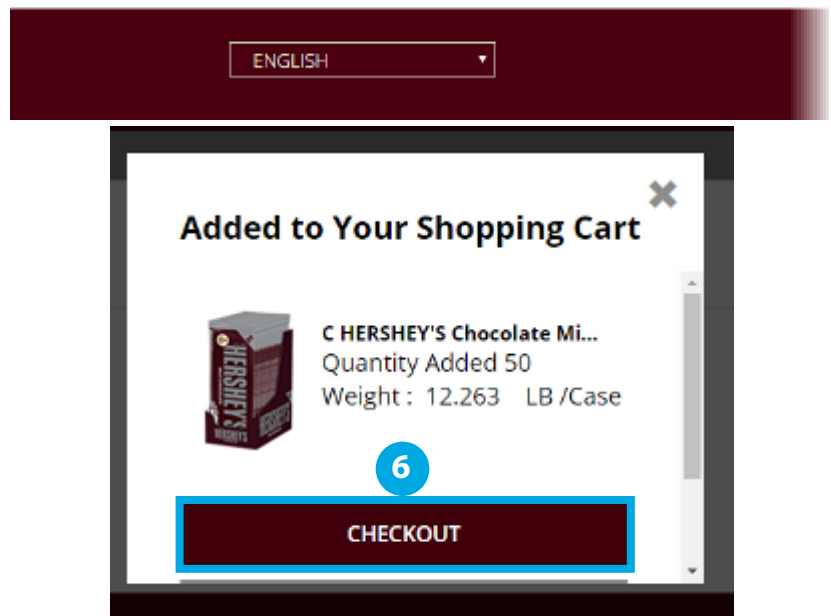 ENGLISH
Added to Your Shopping Cart
HERSHEY'S
C HERSHEY'S Chocolate Mi...
Quantity Added 50
Weight : 12.263 LB /Case
6
CHECKOUT